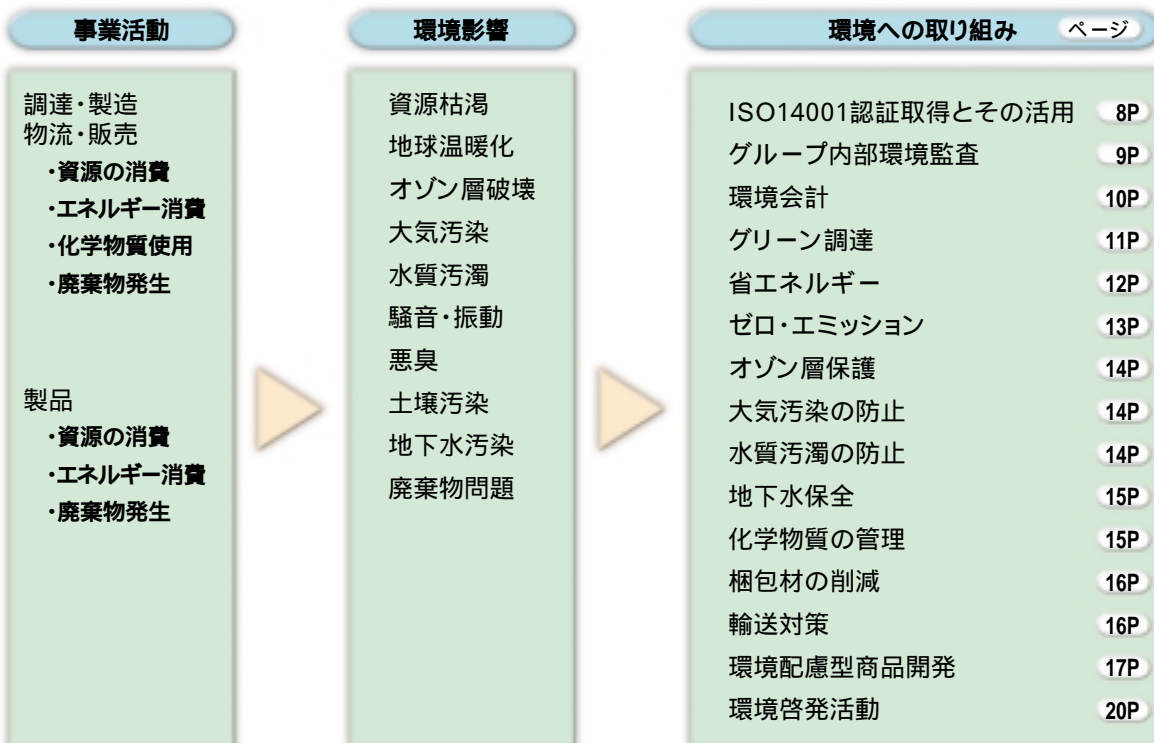 事業活動
調達・製造
物流・販売
・資源の消費
・エネルギー消費
・化学物質使用
・廃棄物発生
製品
・資源の消費
・エネルギー消費
・廃棄物発生
環境影響
資源枯渇
地球温暖化
オゾン層破壊
大気汚染
水質汚濁
騒音・振動
悪臭
土壌汚染
地下水汚染
廃棄物問題
環境への取り組み ページ
ISO14001認証取得とその活用 8P
グループ内部環境監査 9P
環境会計 10P
グリーン調達 11P
省エネルギー 12P
ゼロ・エミッション 13P
オゾン層保護 14P
大気汚染の防止 14P
水質汚濁の防止 14P
地下水保全 15P
化学物質の管理 15P
梱包材の削減 16P
輸送対策 16P
環境配慮型商品開発 17P
環境啓発活動 20P